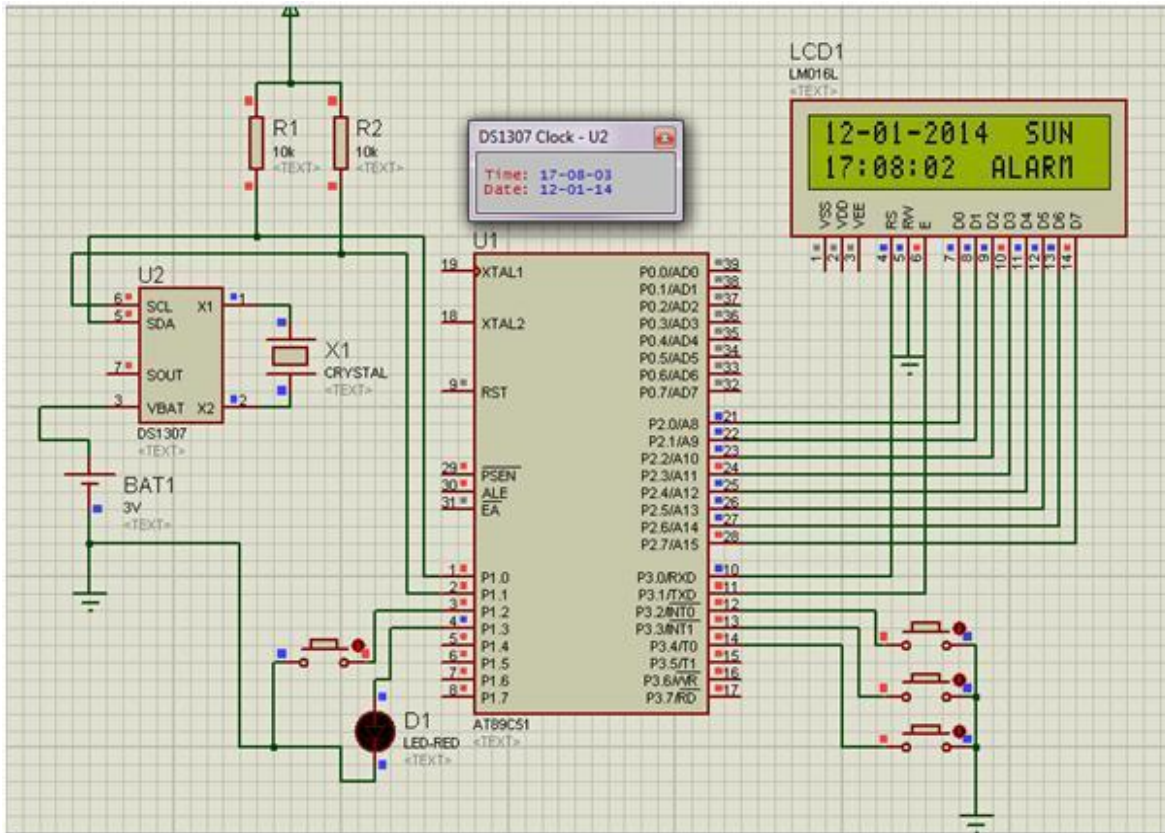 LCD1
LM016L
<TEXT>
12-01-2014 SUN
17:08:02 ALARM
VSS VDD VEE RS RW E D0 D1 D2 D3 D4 D5 D6 D7
1 2 3 4 5 6 7 8 9 10 11 12 13 14
R1
10k
<TEXT>
R2
10k
<TEXT>
DS1307 Clock - U2
Time: 17-08-03
Date: 12-01-14
U2
6 SCL X1 1
5 SDA
7 SOUT
3 VBAT X2 2
DS1307
<TEXT>
X1
CRYSTAL
<TEXT>
BAT1
3V
<TEXT>
U1
19 XTAL1 P0.0/AD0 39
P0.1/AD1 38
P0.2/AD2 37
18 XTAL2 P0.3/AD3 36
P0.4/AD4 35
P0.5/AD5 34
P0.6/AD6 33
9 RST P0.7/AD7 32
P2.0/A8 21
P2.1/A9 22
P2.2/A10 23
29 PSEN P2.3/A11 24
30 ALE P2.4/A12 25
31 EA P2.5/A13 26
P2.6/A14 27
P2.7/A15 28
1 P1.0 P3.0/RXD 10
2 P1.1 P3.1/TXD 11
3 P1.2 P3.2/INT0 12
4 P1.3 P3.3/INT1 13
5 P1.4 P3.4/T0 14
6 P1.5 P3.5/T1 15
7 P1.6 P3.6/WR 16
8 P1.7 P3.7/RD 17
AT89C51
<TEXT>
D1
LED-RED
<TEXT>